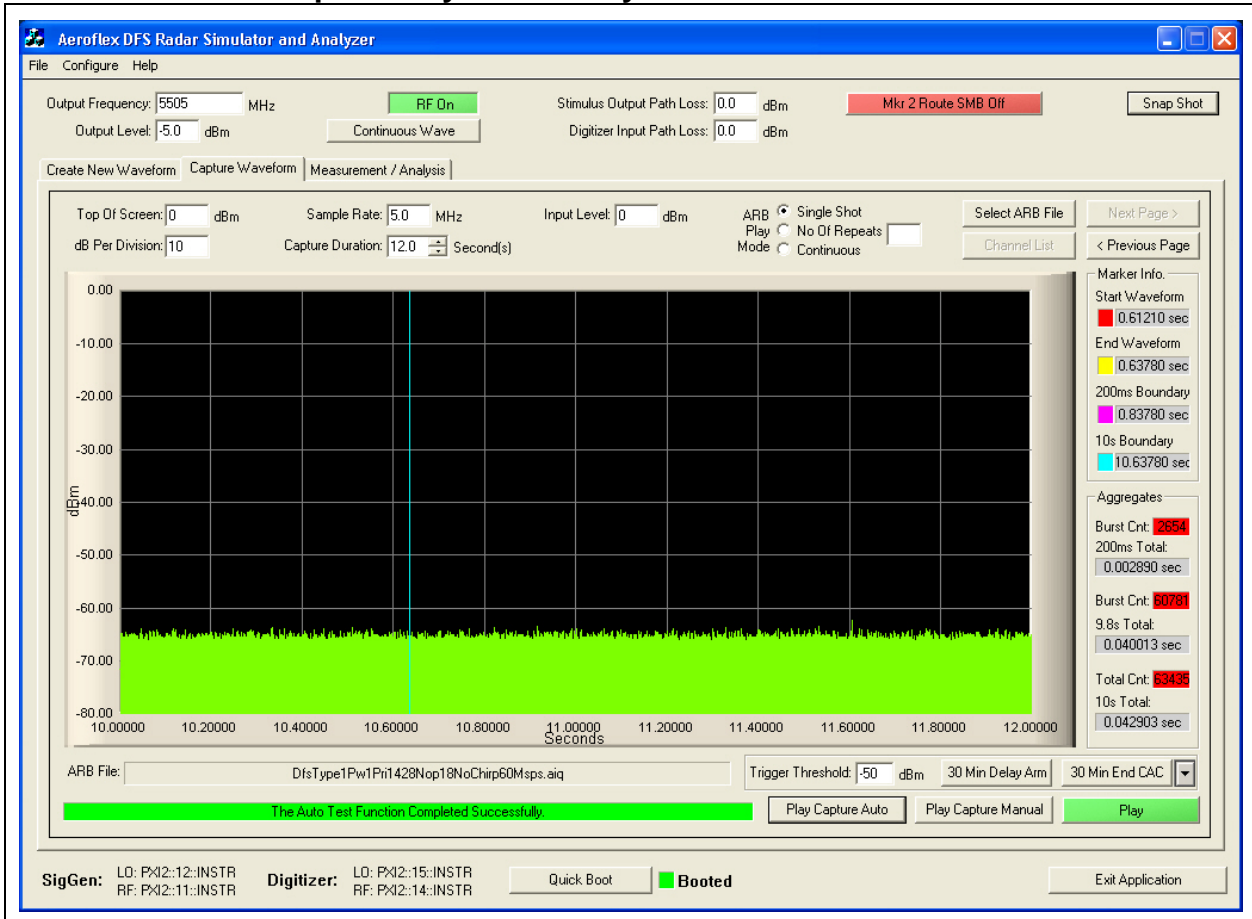 Aeroflex DFS Radar Simulator and Analyzer
File Configure Help
Output Frequency: 5505 MHz
RF On
Stimulus Output Path Loss: 0.0 dBm
Mkr 2 Route SMB Off
Snap Shot
Output Level: -5.0 dBm
Continuous Wave
Digitizer Input Path Loss: 0.0 dBm
Create New Waveform Capture Waveform Measurement / Analysis
Top Of Screen: 0 dBm
Sample Rate: 5.0 MHz
Input Level: 0 dBm
ARB Play Mode
Single Shot
No Of Repeats
Continuous
Select ARB File
Next Page >
dB Per Division: 10
Capture Duration: 12.0 Second(s)
Channel List
< Previous Page
0.00
-10.00
-20.00
-30.00
-40.00
-50.00
-60.00
-70.00
-80.00
dBm
10.00000 10.20000 10.40000 10.60000 10.80000 11.00000 11.20000 11.40000 11.60000 11.80000 12.00000
Seconds
Marker Info.
Start Waveform
0.61210 sec
End Waveform
0.63780 sec
200ms Boundary
0.83780 sec
10s Boundary
10.63780 sec
Aggregates
Burst Cnt: 2654
200ms Total:
0.002890 sec
Burst Cnt: 60781
9.8s Total:
0.040013 sec
Total Cnt: 63435
10s Total:
0.042903 sec
ARB File: DfsType1Pw1Pri1428Nop18NoChirp60Msps.aiq
Trigger Threshold: -50 dBm
30 Min Delay Arm
30 Min End CAC
The Auto Test Function Completed Successfully.
Play Capture Auto
Play Capture Manual
Play
SigGen: LO: PXI2::12::INSTR
RF: PXI2::11::INSTR
Digitizer: LO: PXI2::15::INSTR
RF: PXI2::14::INSTR
Quick Boot
Booted
Exit Application